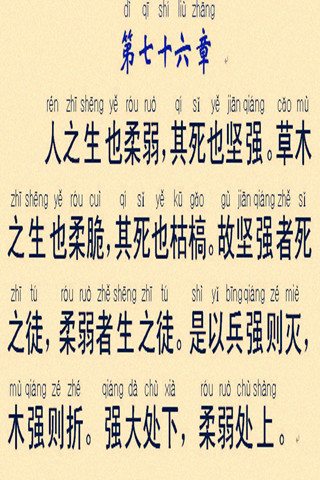 dì qī shí liù zhāng
第七十六章
rén zhī shēng yě róu ruò qí sǐ yě jiān qiáng cǎo mù
人之生也柔弱,其死也坚强。草木
zhī shēng yě róu cuì qí sǐ yě kū gǎo gù jiān qiáng zhě sǐ
之生也柔脆,其死也枯槁。故坚强者死
zhī tú róu ruò zhě shēng zhī tú shì yǐ bīng qiáng zé miè
之徒,柔弱者生之徒。是以兵强则灭,
mù qiáng zé zhé qiáng dà chù xià róu ruò chù shàng
木强则折。强大处下,柔弱处上。